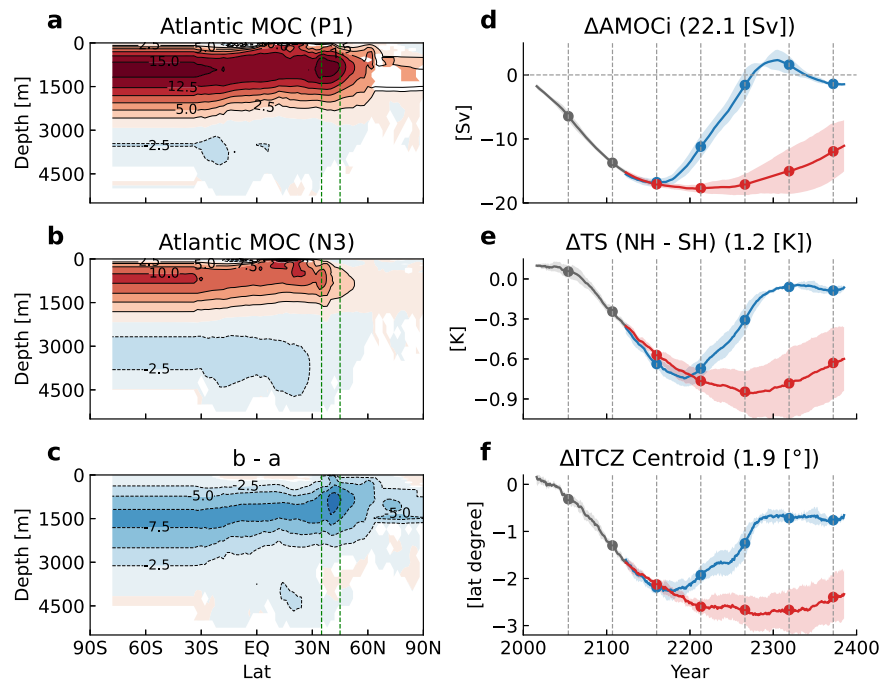 a
Atlantic MOC (P1)
0
1500
3000
4500
Depth [m]
2.5
5.0
15.0
12.5
5.0
2.5
-2.5
b
Atlantic MOC (N3)
0
1500
3000
4500
Depth [m]
10.0
-2.5
c
b - a
0
1500
3000
4500
Depth [m]
-2.5
-5.0
-7.5
-2.5
-5.0
90S 60S 30S EQ 30N 60N 90N
Lat
d
ΔAMOCi (22.1 [Sv])
0
−10
−20
[Sv]
e
ΔTS (NH - SH) (1.2 [K])
0.0
−0.3
−0.6
−0.9
[K]
f
ΔITCZ Centroid (1.9 [°])
0
−1
−2
−3
[lat degree]
2000 2100 2200 2300 2400
Year